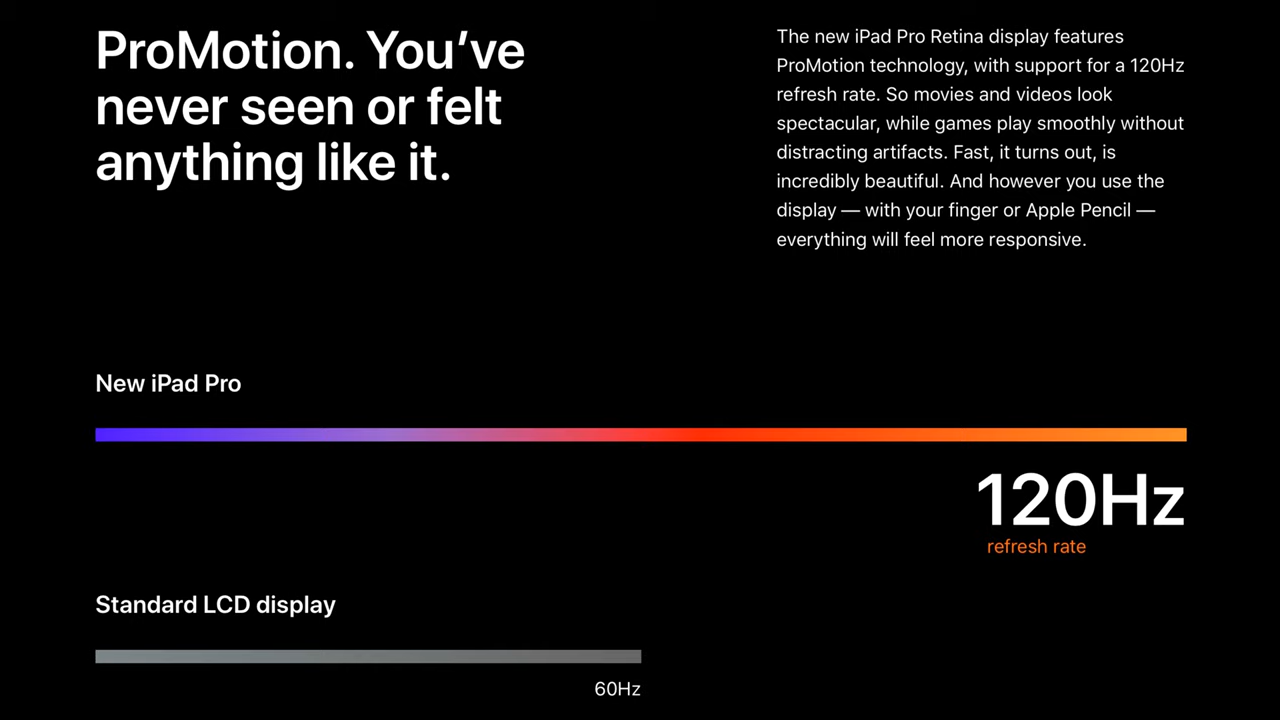 ProMotion. You’ve
never seen or felt
anything like it.
The new iPad Pro Retina display features
ProMotion technology, with support for a 120Hz
refresh rate. So movies and videos look
spectacular, while games play smoothly without
distracting artifacts. Fast, it turns out, is
incredibly beautiful. And however you use the
display — with your finger or Apple Pencil —
everything will feel more responsive.
New iPad Pro
120Hz
refresh rate
Standard LCD display
60Hz